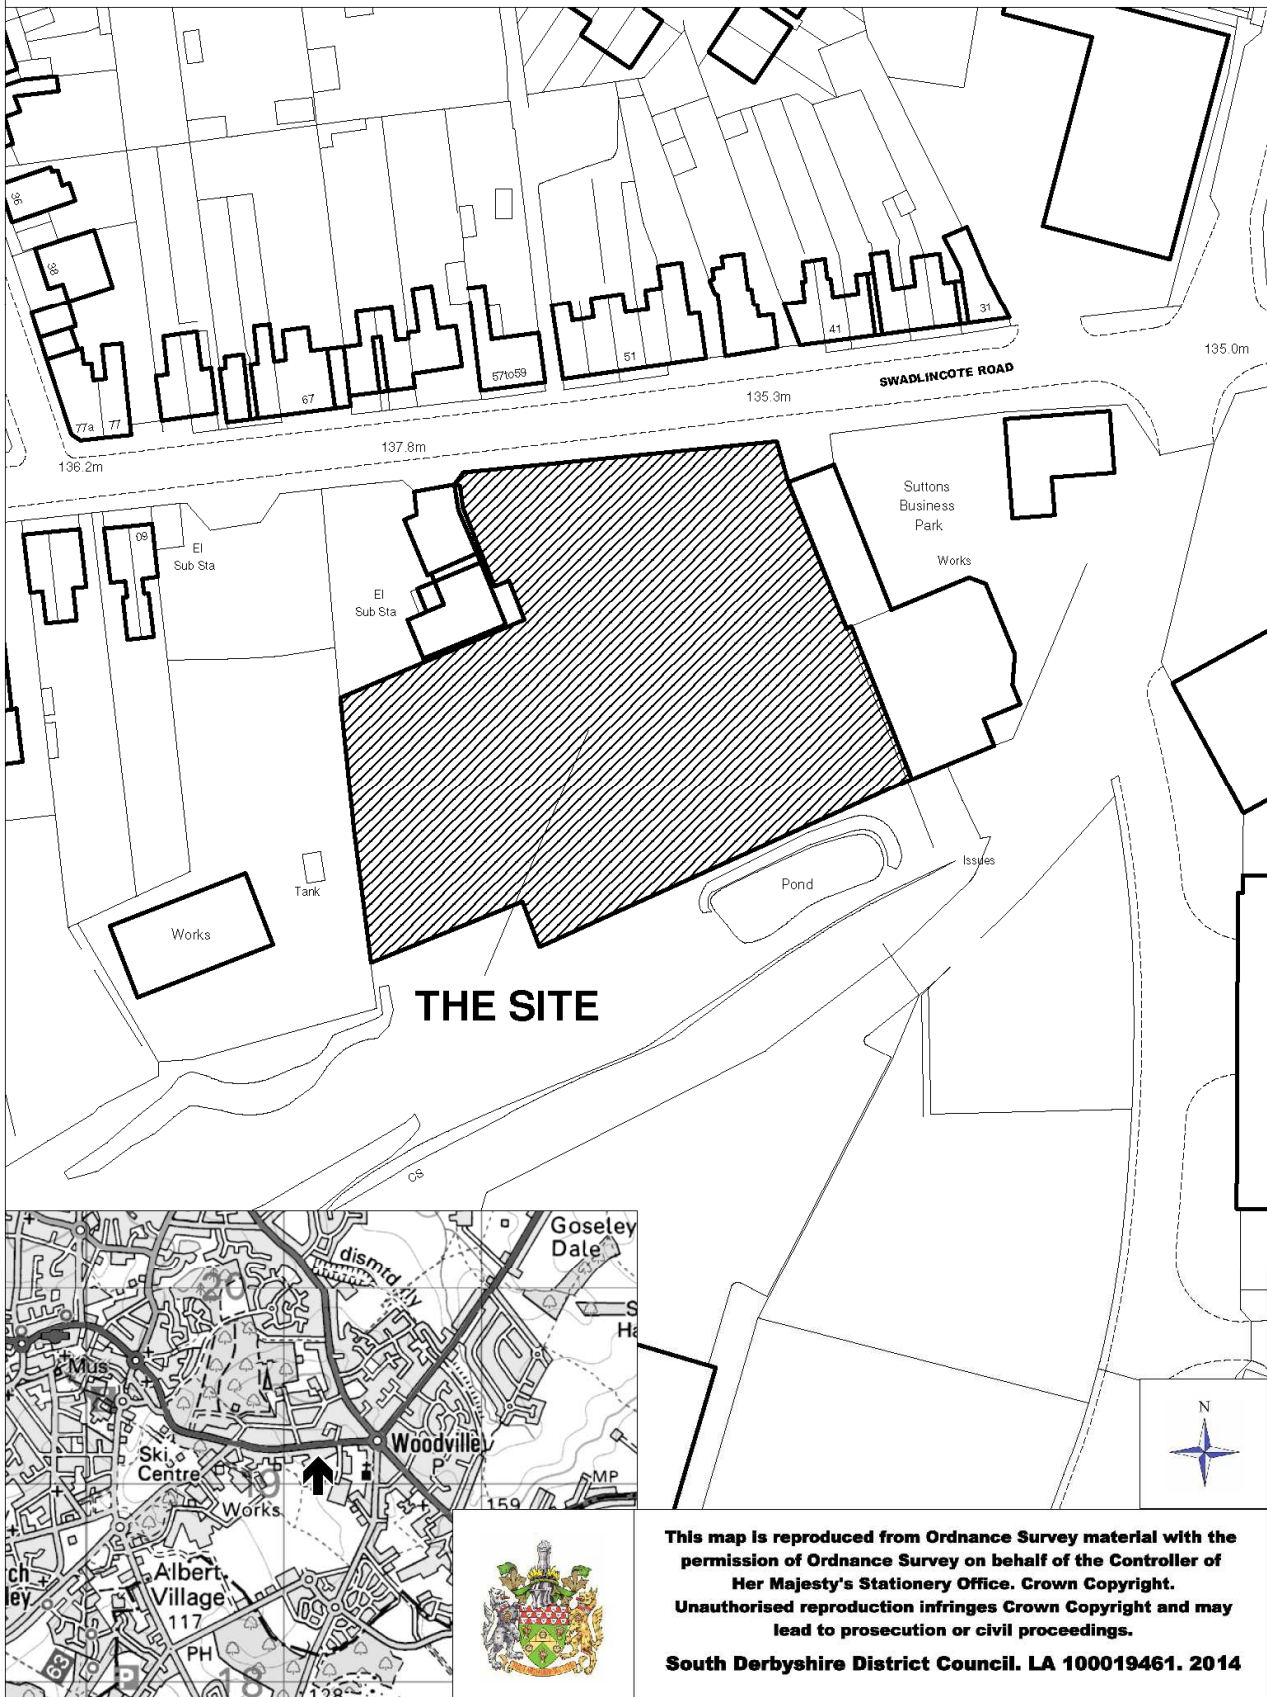 36
38
77a
77
67
57to59
51
41
31
SWADLINCOTE ROAD
135.0m
135.3m
137.8m
136.2m
Suttons
Business
Park
Works
El
Sub Sta
El
Sub Sta
Tank
Works
Pond
Issues
THE SITE
CS
Goseley
Dale
dismtd rly
Mus
Woodville
P
Ski
Centre
Works
19
MP
159
Albert
Village
117
PH
63
P
18
128
N
This map is reproduced from Ordnance Survey material with the
permission of Ordnance Survey on behalf of the Controller of
Her Majesty's Stationery Office. Crown Copyright.
Unauthorised reproduction infringes Crown Copyright and may
lead to prosecution or civil proceedings.
South Derbyshire District Council. LA 100019461. 2014